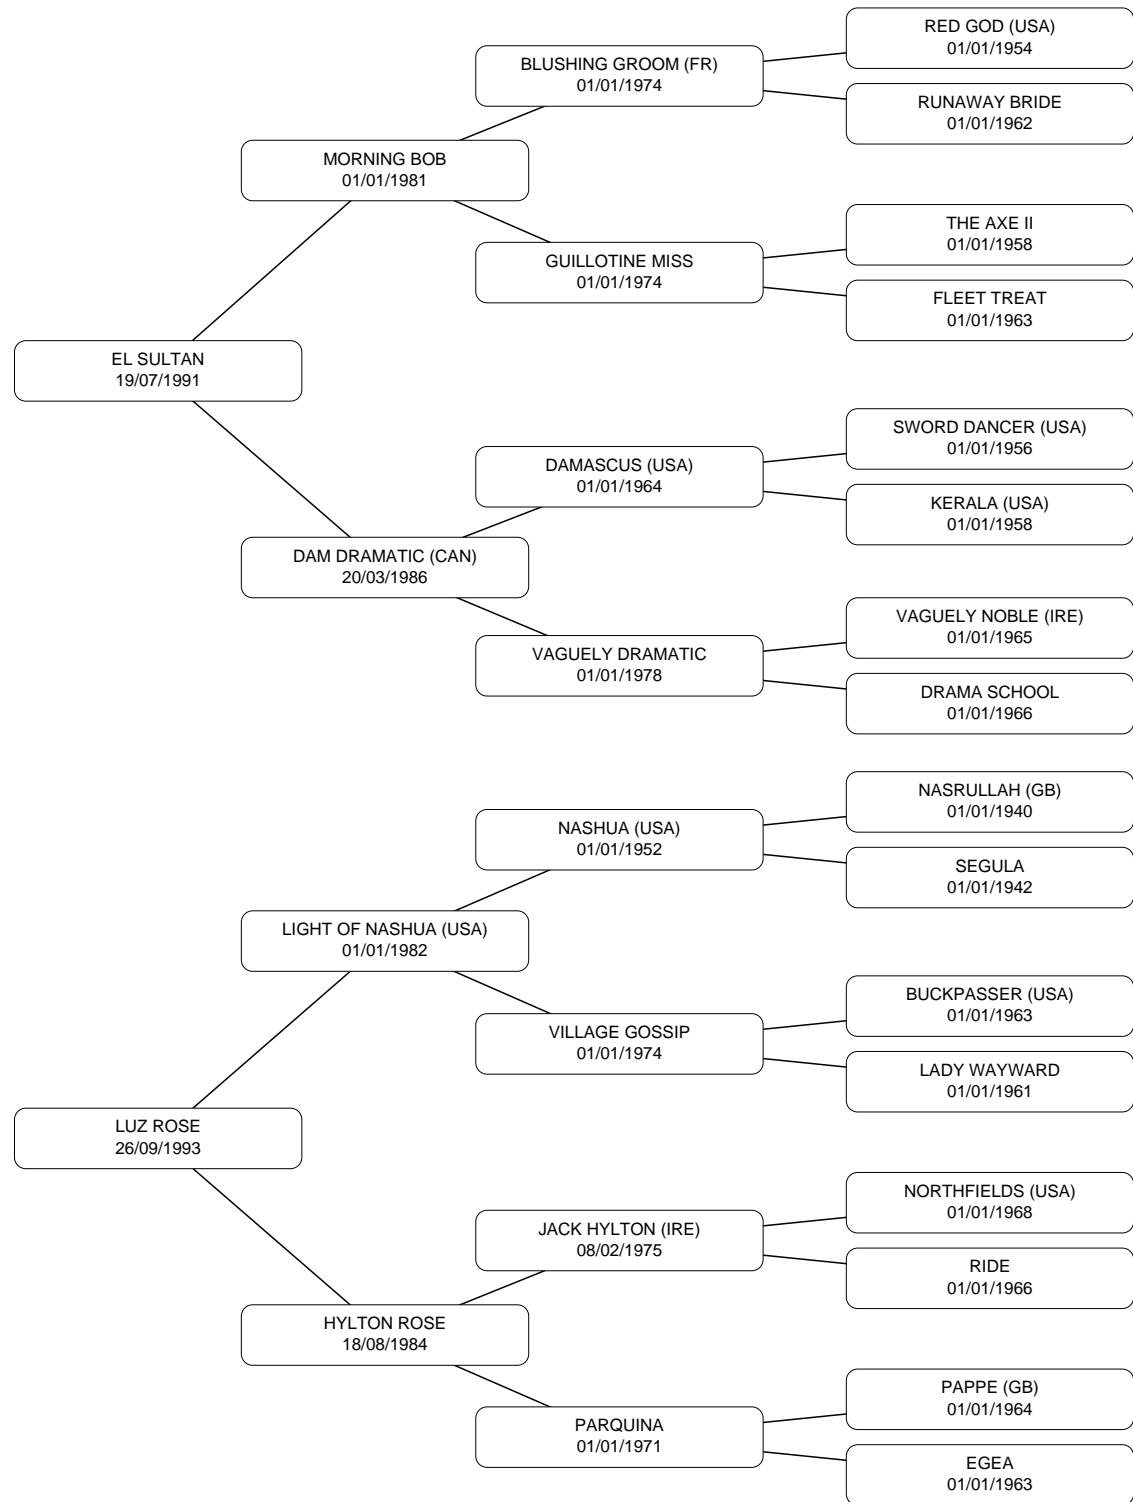 RED GOD (USA)
01/01/1954
BLUSHING GROOM (FR)
01/01/1974
RUNAWAY BRIDE
01/01/1962
MORNING BOB
01/01/1981
THE AXE II
01/01/1958
GUILLOTINE MISS
01/01/1974
FLEET TREAT
01/01/1963
EL SULTAN
19/07/1991
SWORD DANCER (USA)
01/01/1956
DAMASCUS (USA)
01/01/1964
KERALA (USA)
01/01/1958
DAM DRAMATIC (CAN)
20/03/1986
VAGUELY NOBLE (IRE)
01/01/1965
VAGUELY DRAMATIC
01/01/1978
DRAMA SCHOOL
01/01/1966
NASRULLAH (GB)
01/01/1940
NASHUA (USA)
01/01/1952
SEGULA
01/01/1942
LIGHT OF NASHUA (USA)
01/01/1982
BUCKPASSER (USA)
01/01/1963
VILLAGE GOSSIP
01/01/1974
LADY WAYWARD
01/01/1961
LUZ ROSE
26/09/1993
NORTHFIELDS (USA)
01/01/1968
JACK HYLTON (IRE)
08/02/1975
RIDE
01/01/1966
HYLTON ROSE
18/08/1984
PAPPE (GB)
01/01/1964
PARQUINA
01/01/1971
EGEA
01/01/1963